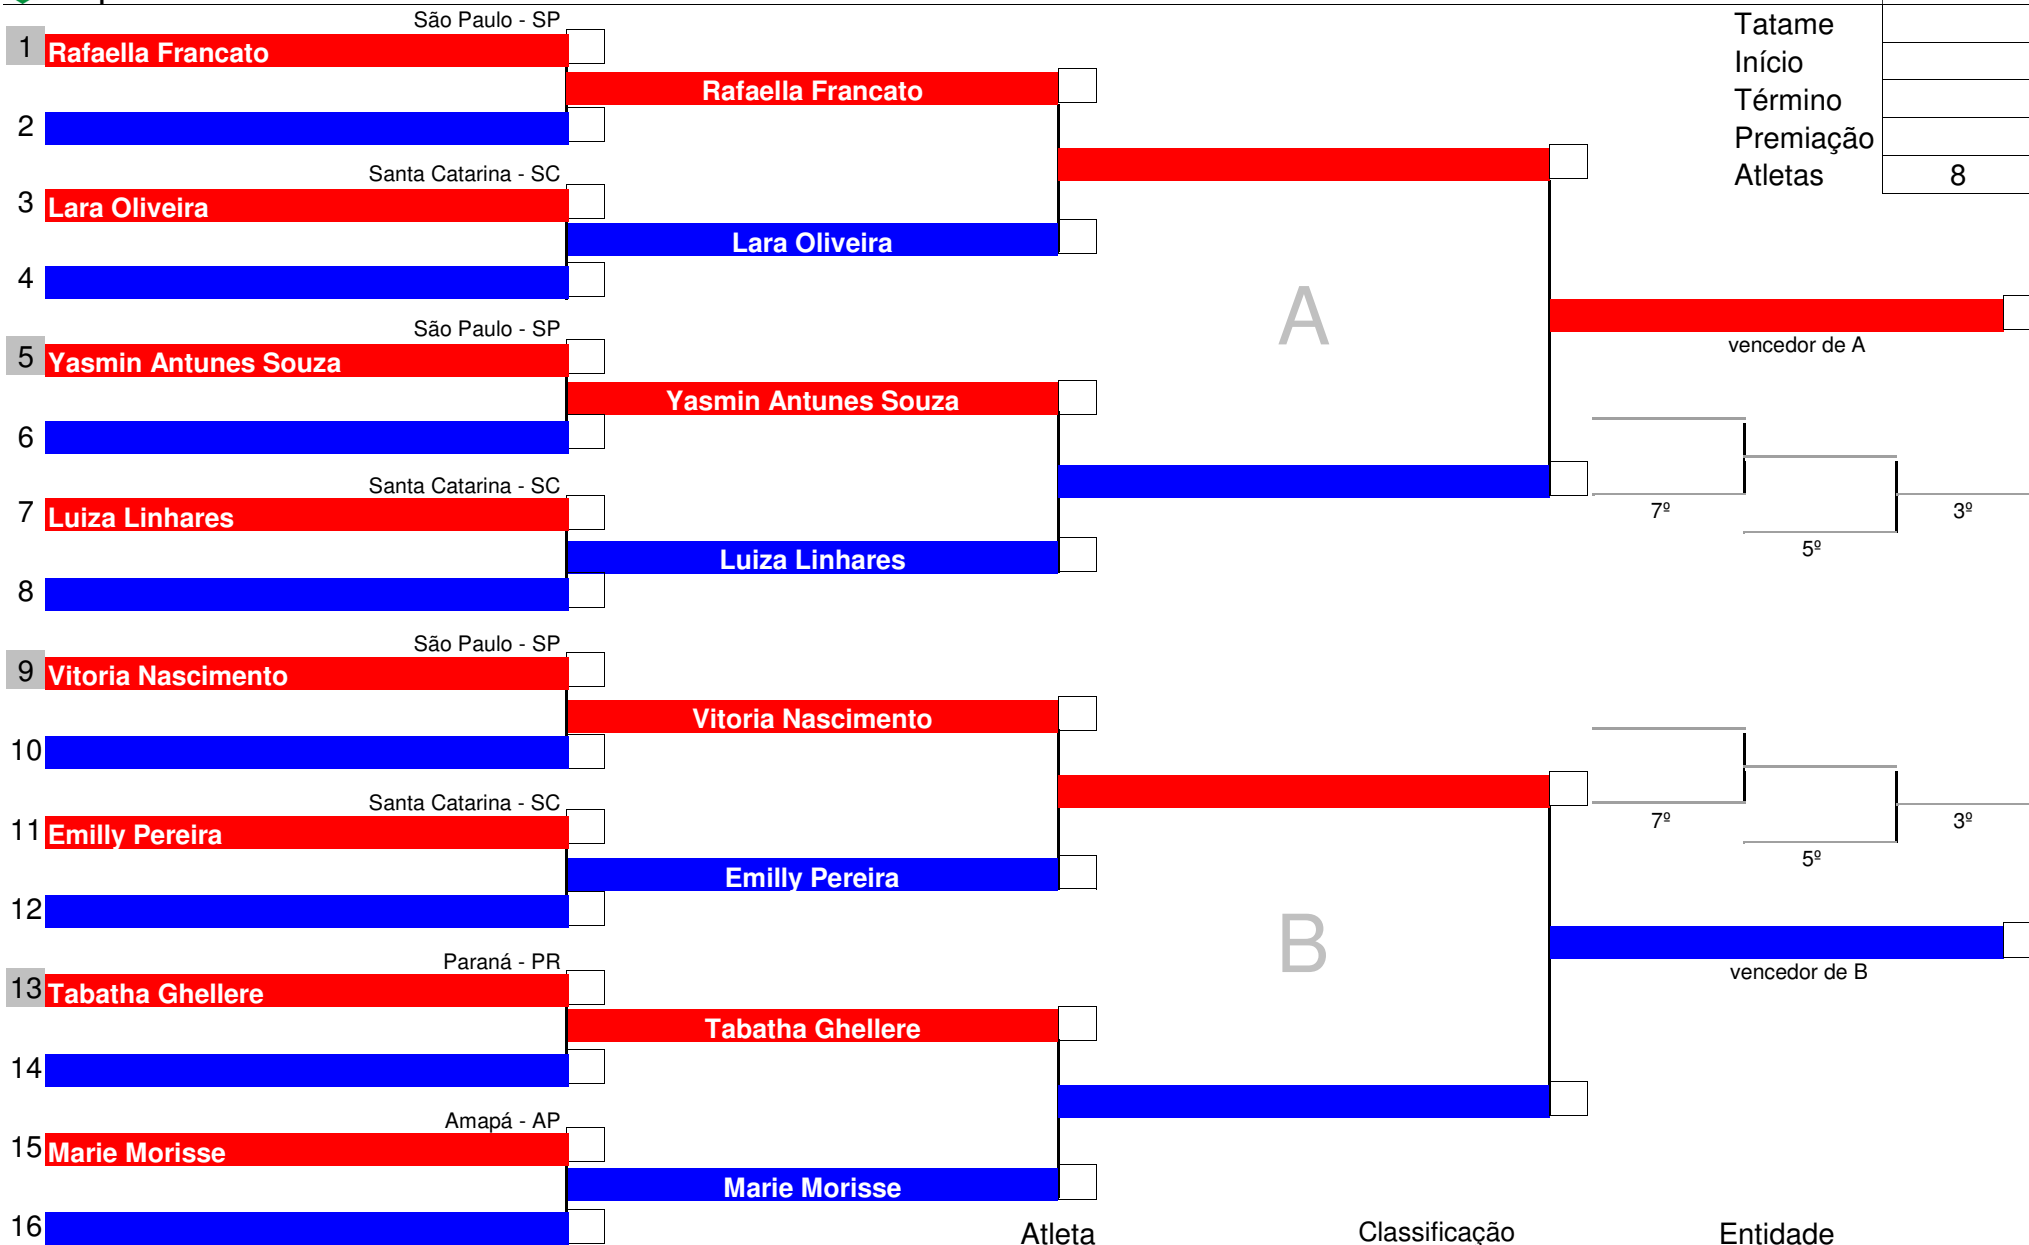 São Paulo - SP
1 Rafaella Francato
Rafaella Francato
2
Santa Catarina - SC
3 Lara Oliveira
Lara Oliveira
4
São Paulo - SP
5 Yasmin Antunes Souza
Yasmin Antunes Souza
6
Santa Catarina - SC
7 Luiza Linhares
Luiza Linhares
8
São Paulo - SP
9 Vitoria Nascimento
Vitoria Nascimento
10
Santa Catarina - SC
11 Emilly Pereira
Emilly Pereira
12
Paraná - PR
13 Tabatha Ghellere
Tabatha Ghellere
14
Amapá - AP
15 Marie Morisse
Marie Morisse
16
A
B
Tatame
Início
Término
Premiação
Atletas 8
vencedor de A
7º
3º
5º
7º
3º
5º
vencedor de B
Atleta Classificação Entidade